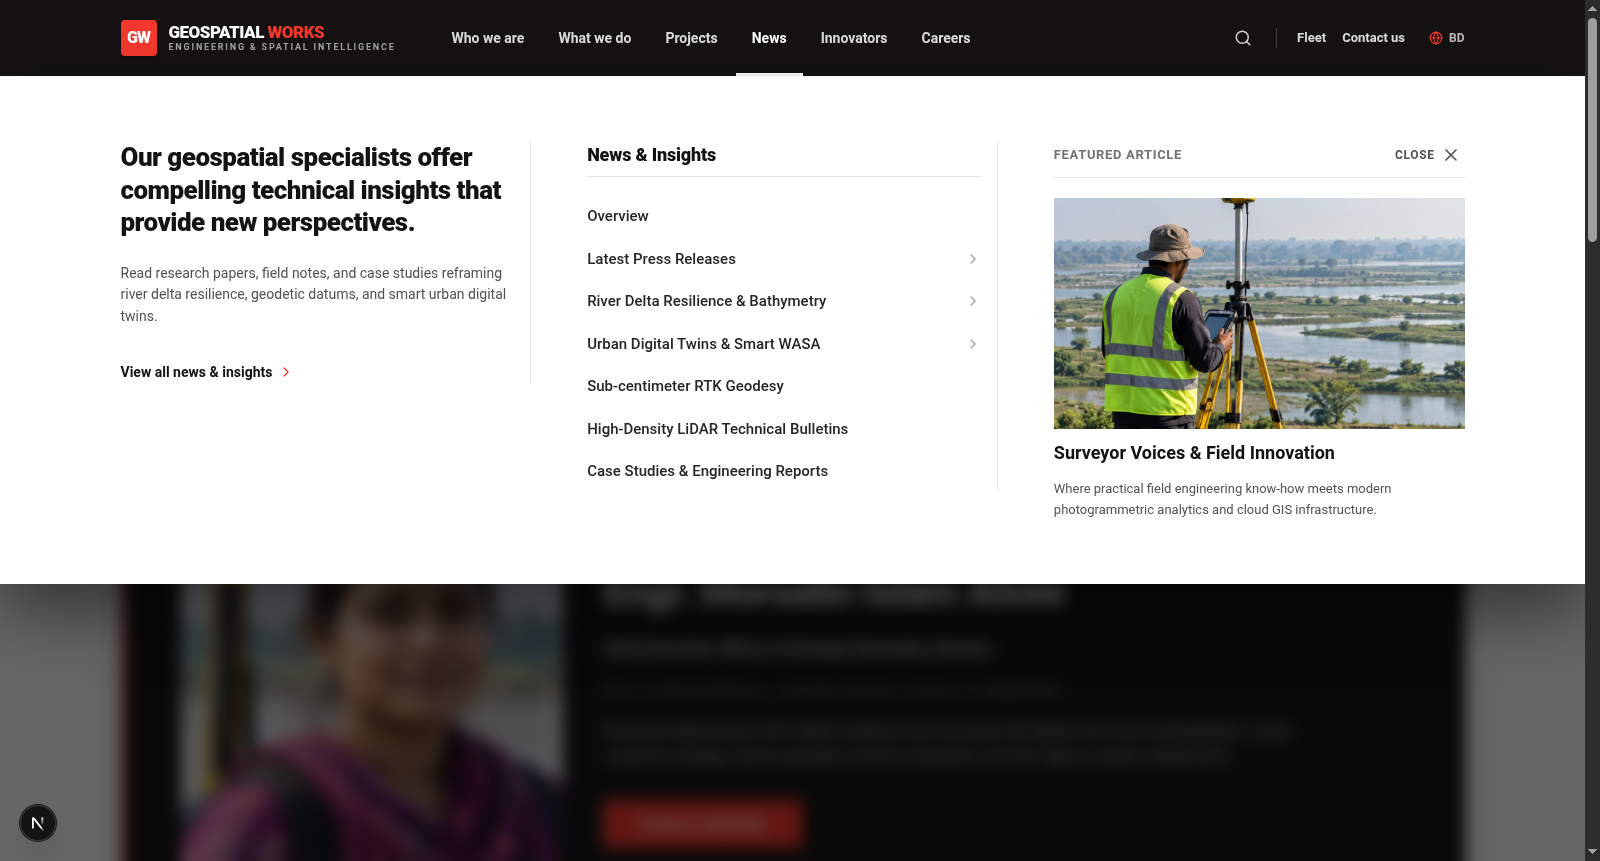 GW
GEOSPATIAL WORKS
ENGINEERING & SPATIAL INTELLIGENCE
Who we are
What we do
Projects
News
Innovators
Careers
Fleet
Contact us
BD
Our geospatial specialists offer
compelling technical insights that
provide new perspectives.
Read research papers, field notes, and case studies reframing
river delta resilience, geodetic datums, and smart urban digital
twins.
View all news & insights
News & Insights
Overview
Latest Press Releases
River Delta Resilience & Bathymetry
Urban Digital Twins & Smart WASA
Sub-centimeter RTK Geodesy
High-Density LiDAR Technical Bulletins
Case Studies & Engineering Reports
FEATURED ARTICLE
CLOSE
Surveyor Voices & Field Innovation
Where practical field engineering know-how meets modern
photogrammetric analytics and cloud GIS infrastructure.
N